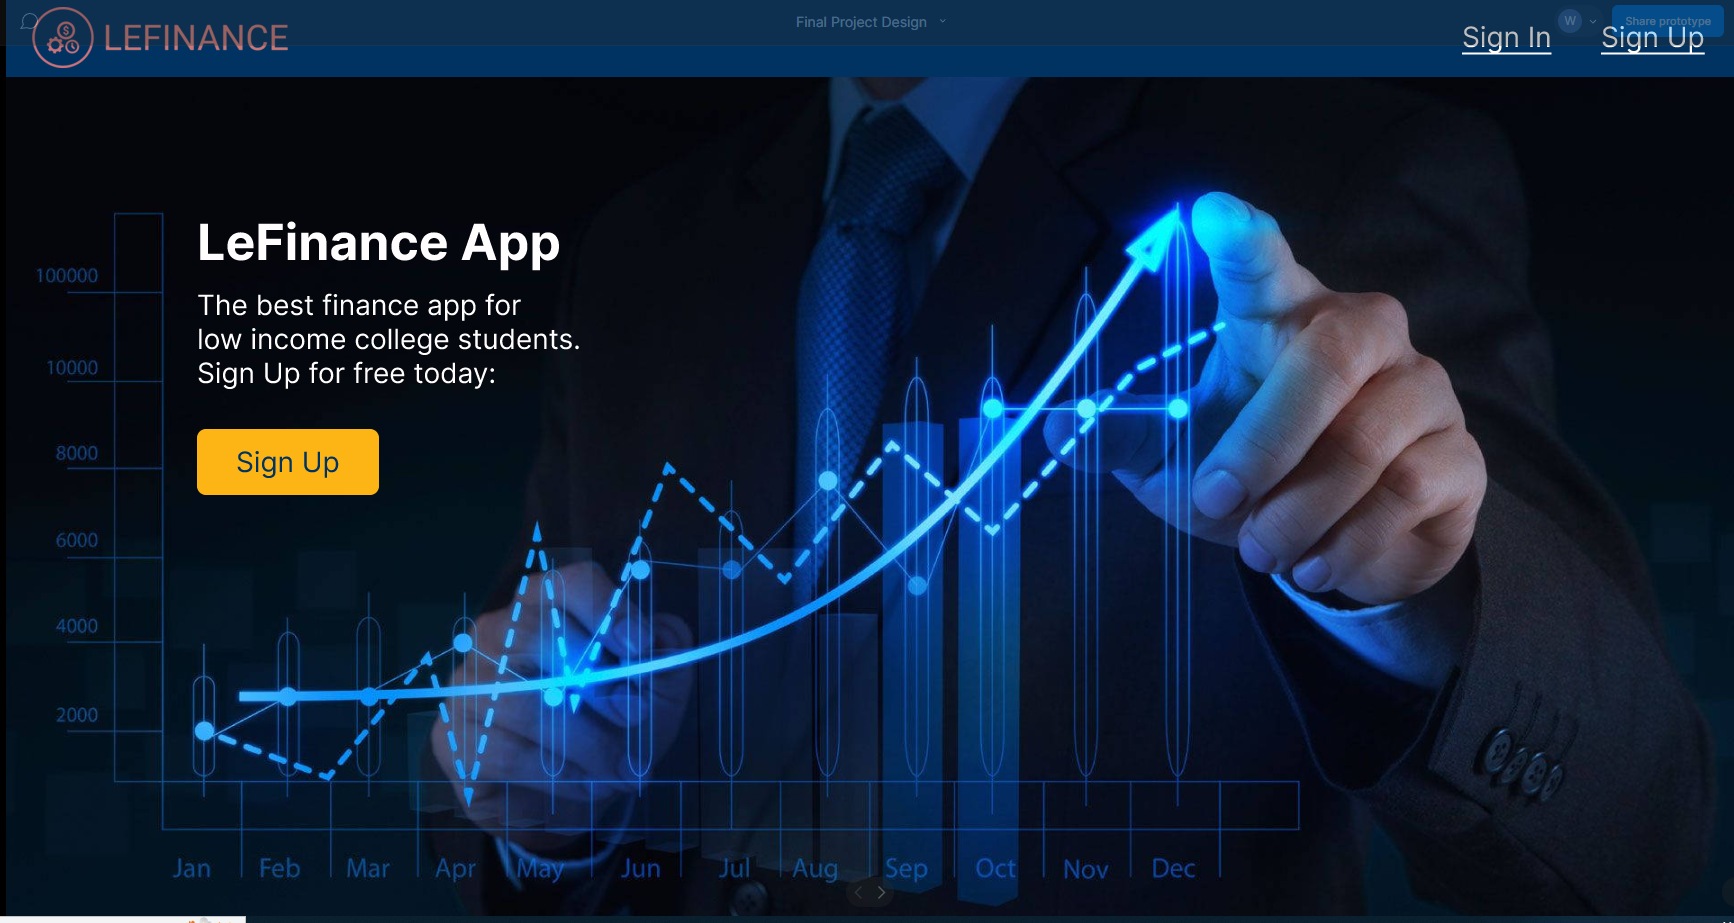 Final Project Design
W
Share prototype
LEFINANCE
Sign In
Sign Up
LeFinance App
The best finance app for
low income college students.
Sign Up for free today:
Sign Up
100000
10000
8000
6000
4000
2000
Jan Feb Mar Apr May Jun Jul Aug Sep Oct Nov Dec